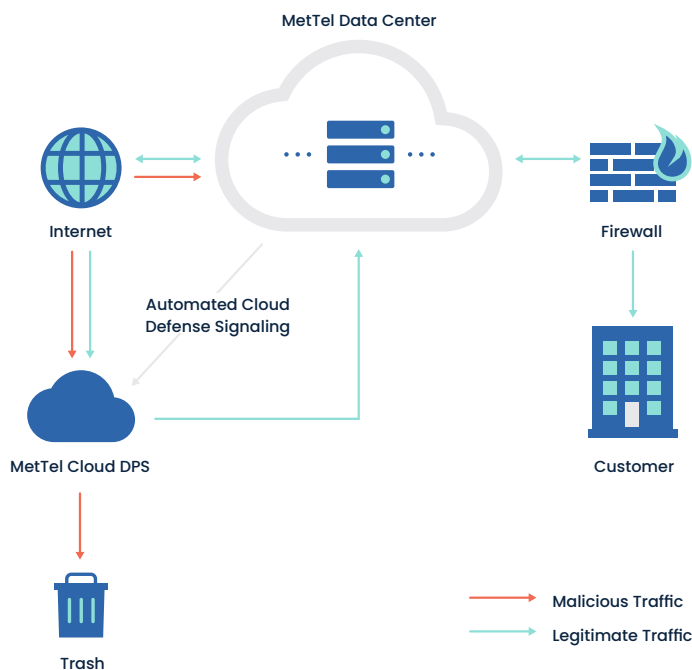 MetTel Data Center
Internet
Firewall
Automated Cloud
Defense Signaling
MetTel Cloud DPS
Customer
Malicious Traffic
Legitimate Traffic
Trash